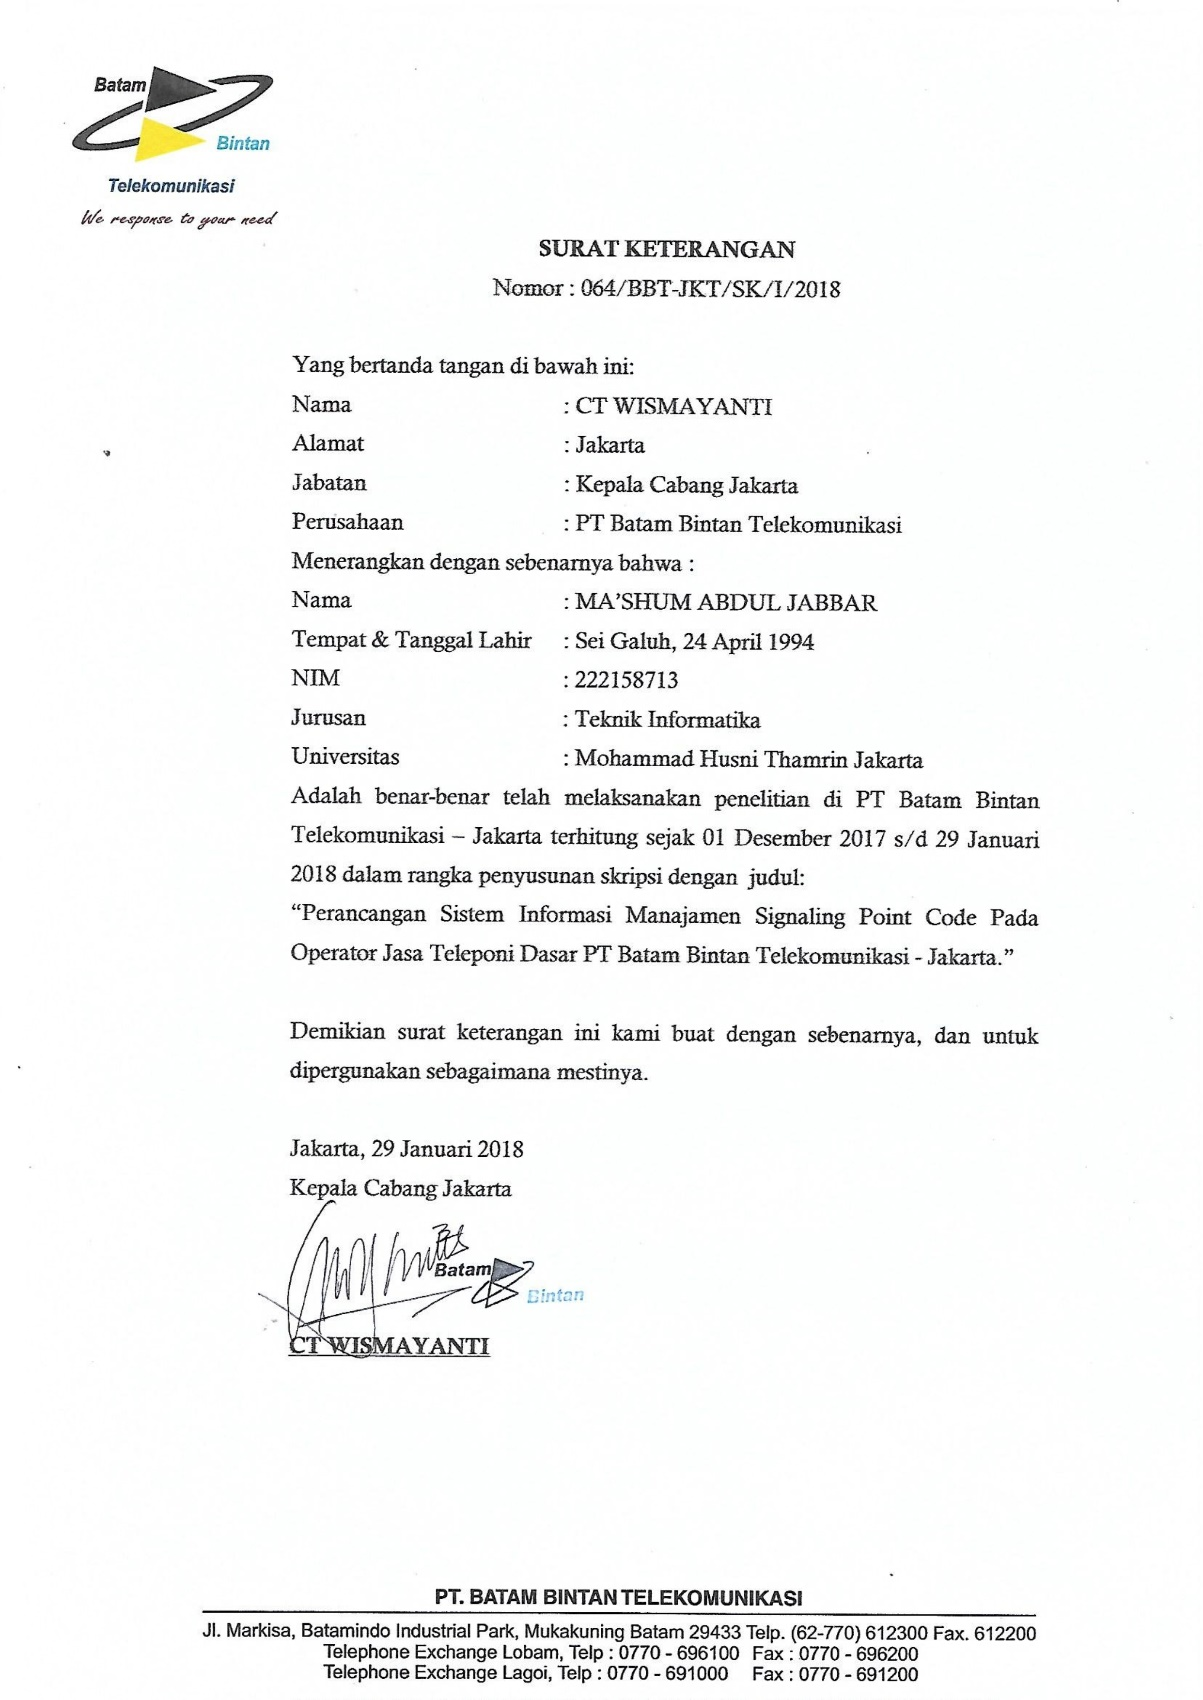 Batam
Bintan
Telekomunikasi
We response to your need
SURAT KETERANGAN
Nomor : 064/BBT-JKT/SK/I/2018
Yang bertanda tangan di bawah ini:
Nama : CT WISMAYANTI
Alamat : Jakarta
Jabatan : Kepala Cabang Jakarta
Perusahaan : PT Batam Bintan Telekomunikasi
Menerangkan dengan sebenarnya bahwa :
Nama : MA’SHUM ABDUL JABBAR
Tempat & Tanggal Lahir : Sei Galuh, 24 April 1994
NIM : 222158713
Jurusan : Teknik Informatika
Universitas : Mohammad Husni Thamrin Jakarta
Adalah benar-benar telah melaksanakan penelitian di PT Batam Bintan
Telekomunikasi – Jakarta terhitung sejak 01 Desember 2017 s/d 29 Januari
2018 dalam rangka penyusunan skripsi dengan judul:
“Perancangan Sistem Informasi Manajamen Signaling Point Code Pada
Operator Jasa Teleponi Dasar PT Batam Bintan Telekomunikasi - Jakarta.”
Demikian surat keterangan ini kami buat dengan sebenarnya, dan untuk
dipergunakan sebagaimana mestinya.
Jakarta, 29 Januari 2018
Kepala Cabang Jakarta
Batam
Bintan
CT WISMAYANTI
PT. BATAM BINTAN TELEKOMUNIKASI
Jl. Markisa, Batamindo Industrial Park, Mukakuning Batam 29433 Telp. (62-770) 612300 Fax. 612200
Telephone Exchange Lobam, Telp : 0770 - 696100 Fax : 0770 - 696200
Telephone Exchange Lagoi, Telp : 0770 - 691000 Fax : 0770 - 691200